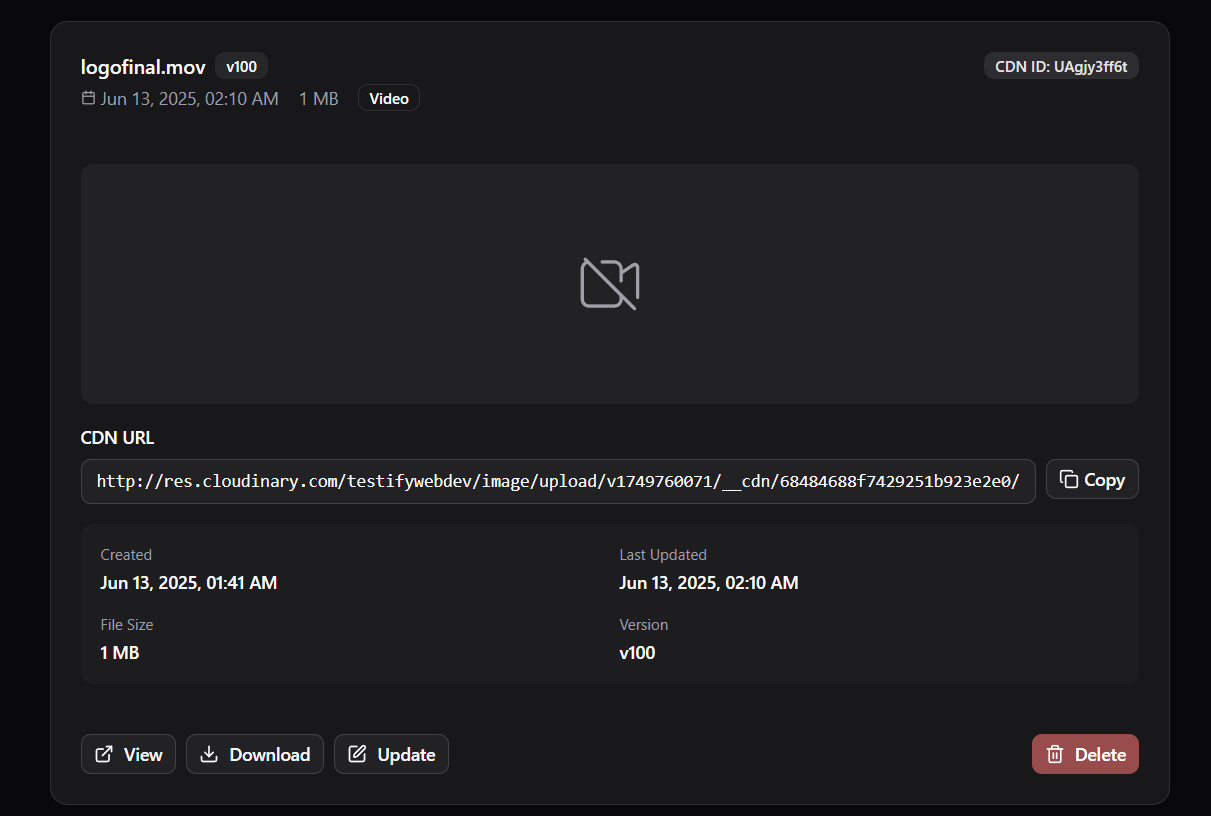 logofinal.mov v100 CDN ID: UAgjy3ff6t
Jun 13, 2025, 02:10 AM 1 MB Video
CDN URL
http://res.cloudinary.com/testifywebdev/image/upload/v1749760071/__cdn/68484688f7429251b923e2e0/ Copy
Created Last Updated
Jun 13, 2025, 01:41 AM Jun 13, 2025, 02:10 AM
File Size Version
1 MB v100
View Download Update Delete